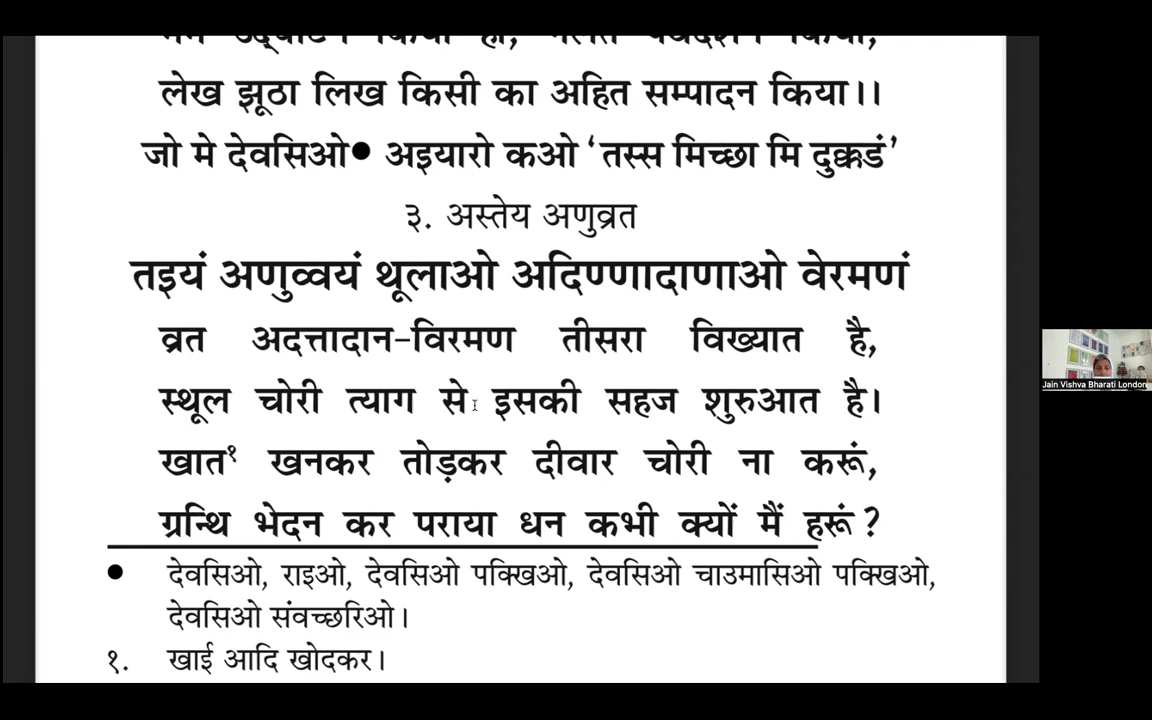 लेख झूठा लिख किसी का अहित सम्पादन किया।।
जो मे देवसिओ● अइयारो कओ ‘तस्स मिच्छा मि दुक्कडं’
३. अस्तेय अणुव्रत
तइयं अणुव्वयं थूलाओ अदिण्णादाणाओ वेरमणं
व्रत अदत्तादान-विरमण तीसरा विख्यात है,
स्थूल चोरी त्याग से इसकी सहज शुरुआत है।
खात१ खनकर तोड़कर दीवार चोरी ना करूं,
ग्रन्थि भेदन कर पराया धन कभी क्यों मैं हरूं ?
● देवसिओ, राइओ, देवसिओ पक्खिओ, देवसिओ चाउमासिओ पक्खिओ,
देवसिओ संवच्छरिओ।
१. खाई आदि खोदकर।
Jain Vishva Bharati London